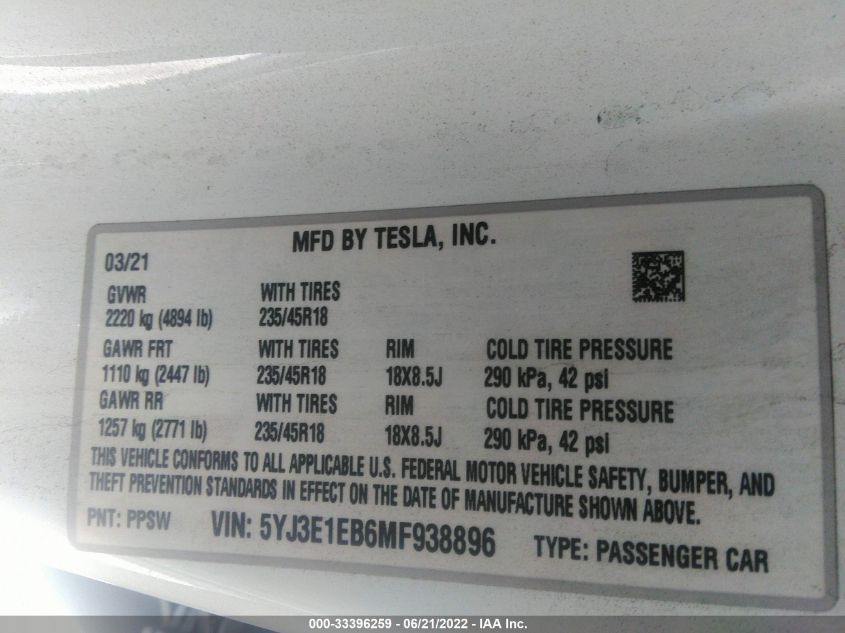 MFD BY TESLA, INC.
03/21
GVWR WITH TIRES
2220 kg (4894 lb) 235/45R18
GAWR FRT WITH TIRES RIM COLD TIRE PRESSURE
1110 kg (2447 lb) 235/45R18 18X8.5J 290 kPa, 42 psi
GAWR RR WITH TIRES RIM COLD TIRE PRESSURE
1257 kg (2771 lb) 235/45R18 18X8.5J 290 kPa, 42 psi
THIS VEHICLE CONFORMS TO ALL APPLICABLE U.S. FEDERAL MOTOR VEHICLE SAFETY, BUMPER, AND
THEFT PREVENTION STANDARDS IN EFFECT ON THE DATE OF MANUFACTURE SHOWN ABOVE.
PNT: PPSW VIN: 5YJ3E1EB6MF938896 TYPE: PASSENGER CAR
000-33396259 - 06/21/2022 - IAA Inc.